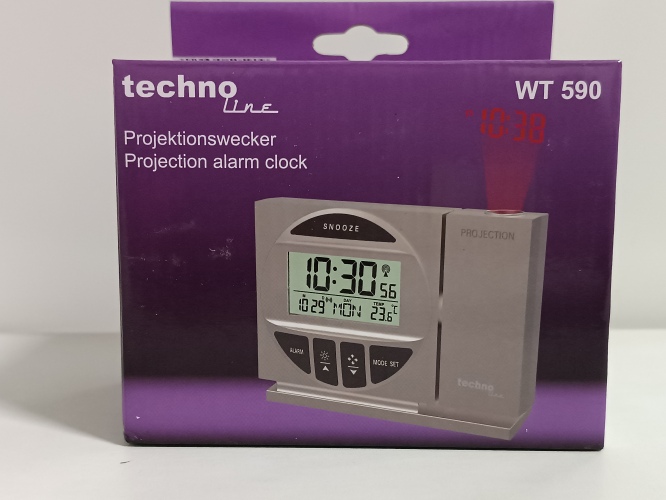 techno
line
WT 590
Projektionswecker
Projection alarm clock
10:30
SNOOZE
PROJECTION
10:30 56
DAY TEMP
10 29 MON 23.6°C
ALARM
MODE SET
techno
line